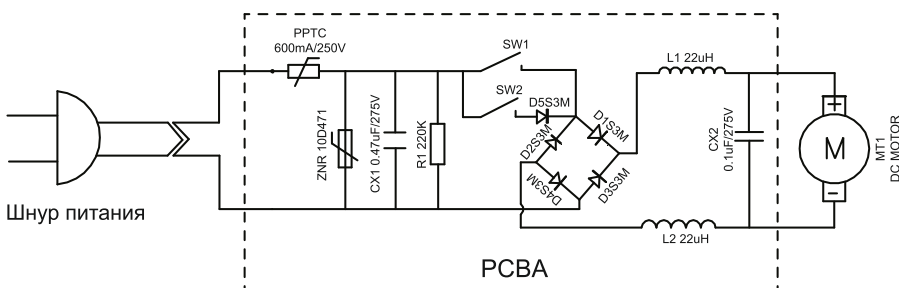 PPTC
600mA/250V
SW1
SW2
D5S3M
D1S3M
D2S3M
D3S3M
D4S3M
L1 22uH
L2 22uH
ZNR 10D471
CX1 0.47uF/275V
R1 220K
CX2
0.1uF/275V
+
M
−
MT1
DC MOTOR
Шнур питания
PCBA